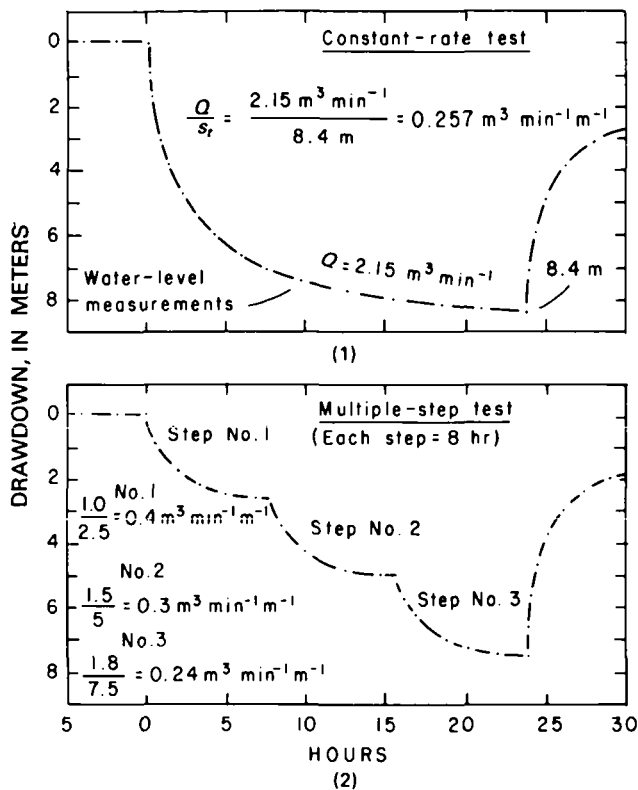 DRAWDOWN, IN METERS
Constant-rate test
Q/sₜ = 2.15 m³ min⁻¹/8.4 m = 0.257 m³ min⁻¹m⁻¹
Q = 2.15 m³ min⁻¹
8.4 m
Water-level
measurements
0
2
4
6
8
(1)
Multiple-step test
(Each step = 8 hr)
Step No. 1
Step No. 2
Step No. 3
No. 1
1.0/2.5 = 0.4 m³ min⁻¹m⁻¹
No. 2
1.5/5 = 0.3 m³ min⁻¹m⁻¹
No. 3
1.8/7.5 = 0.24 m³ min⁻¹m⁻¹
0
2
4
6
8
5 0 5 10 15 20 25 30
HOURS
(2)